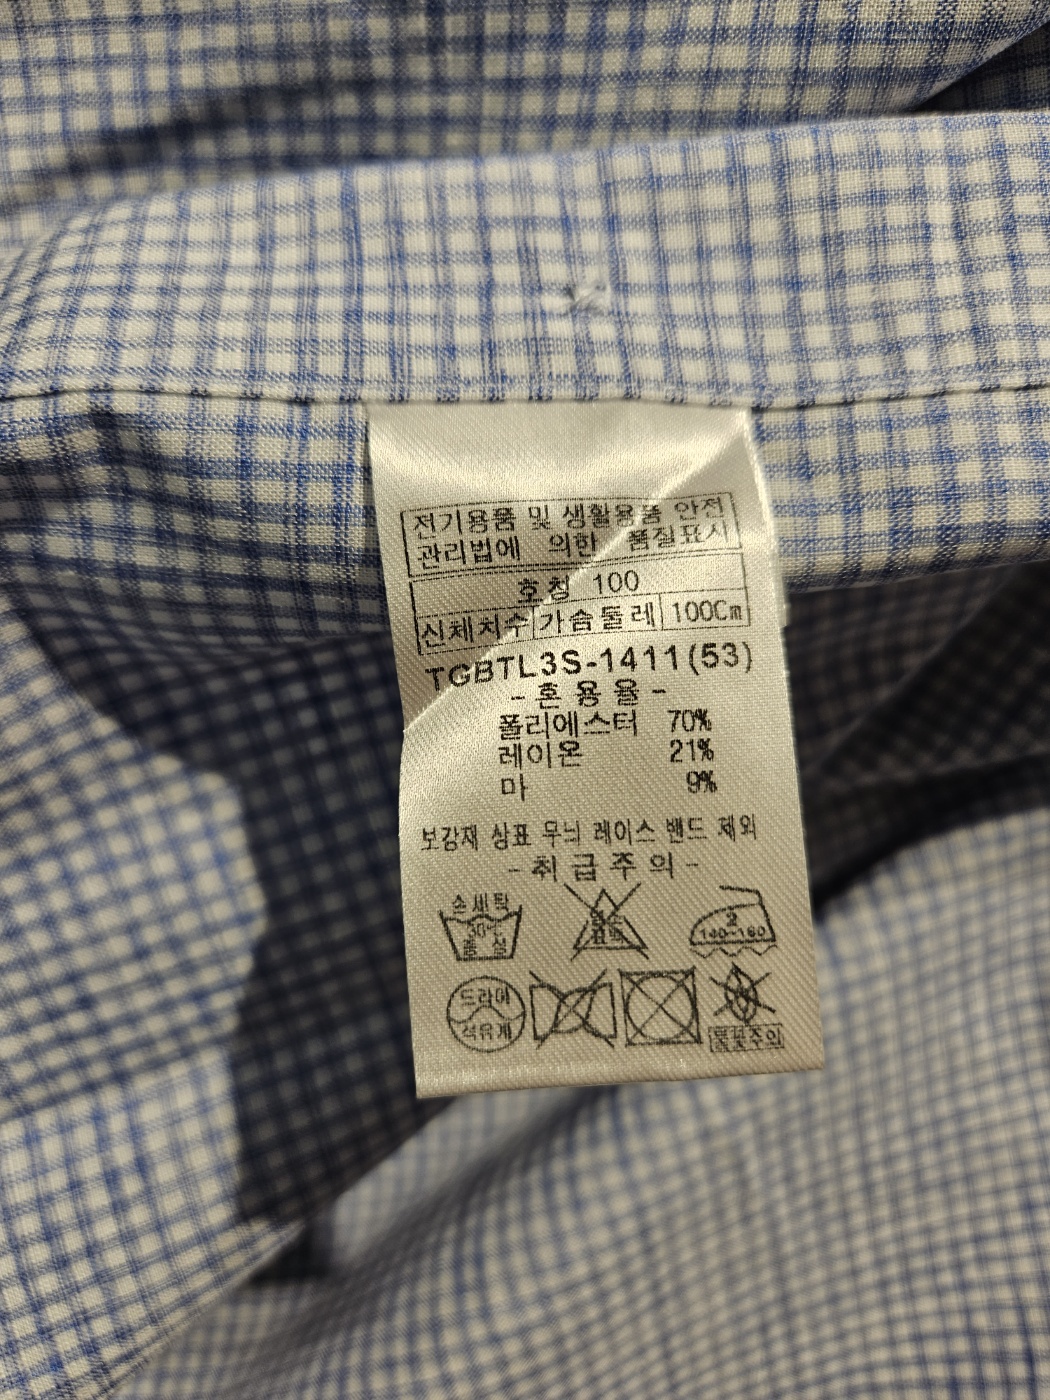 전기용품 및 생활용품 안전
관리법에 의한 품질표시
호칭 100
신체치수 가슴둘레 100Cm
TGBTL3S-1411(53)
- 혼용율 -
폴리에스터 70%
레이온 21%
마 9%
보강재 상표 무늬 레이스 밴드 제외
- 취급주의 -
손세탁
30℃
중성
2
140~160
드라이
석유계
불꽃주의